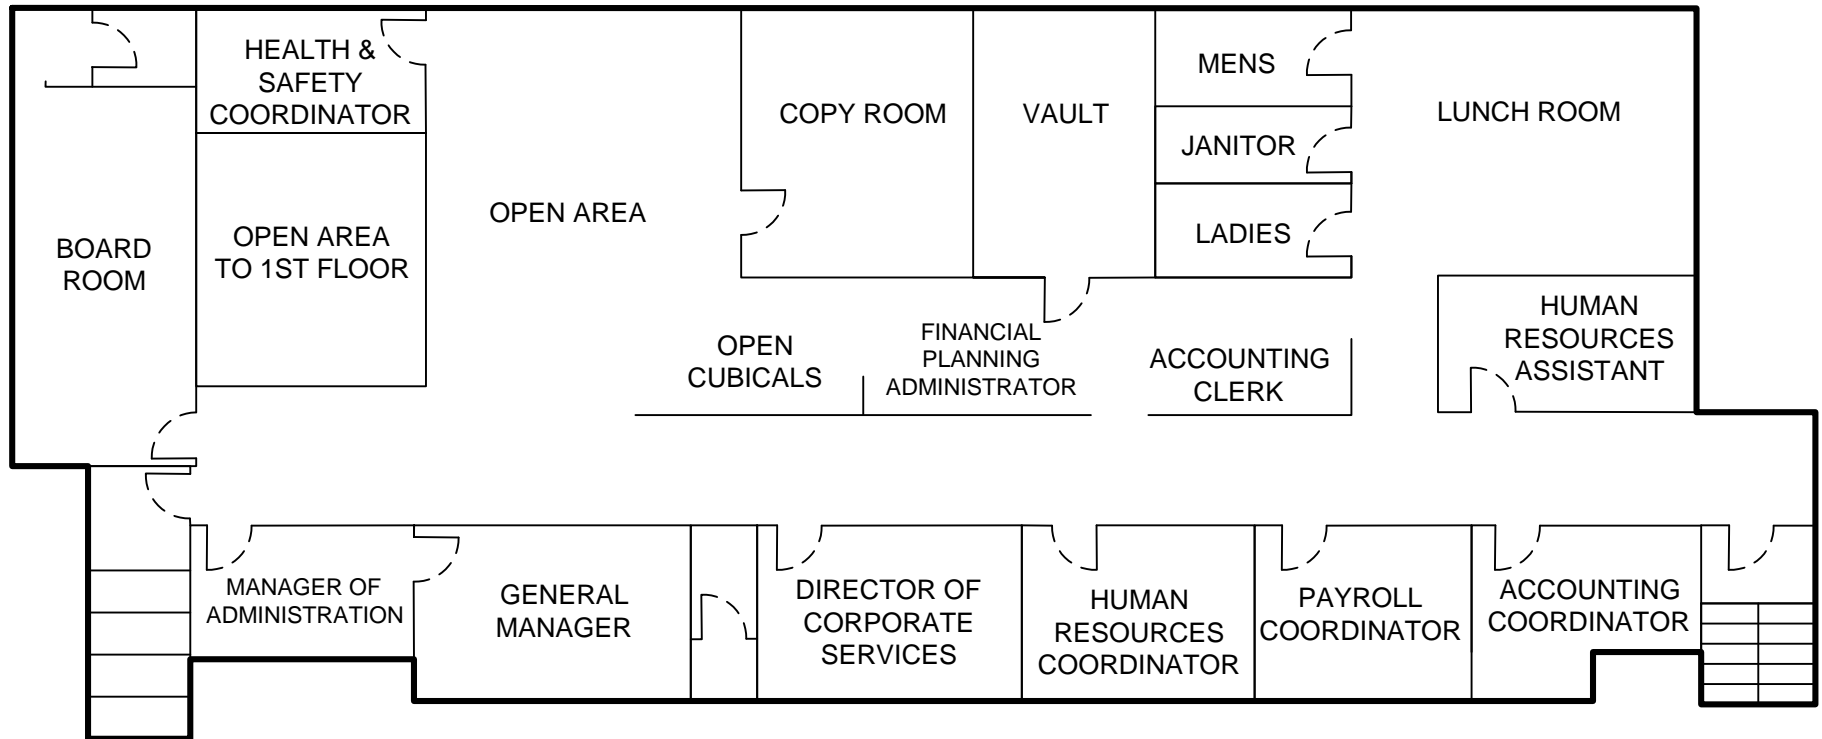 HEALTH &
SAFETY
COORDINATOR
MENS
COPY ROOM
VAULT
LUNCH ROOM
JANITOR
OPEN AREA
LADIES
BOARD
ROOM
OPEN AREA
TO 1ST FLOOR
OPEN
CUBICALS
FINANCIAL
PLANNING
ADMINISTRATOR
ACCOUNTING
CLERK
HUMAN
RESOURCES
ASSISTANT
MANAGER OF
ADMINISTRATION
GENERAL
MANAGER
DIRECTOR OF
CORPORATE
SERVICES
HUMAN
RESOURCES
COORDINATOR
PAYROLL
COORDINATOR
ACCOUNTING
COORDINATOR